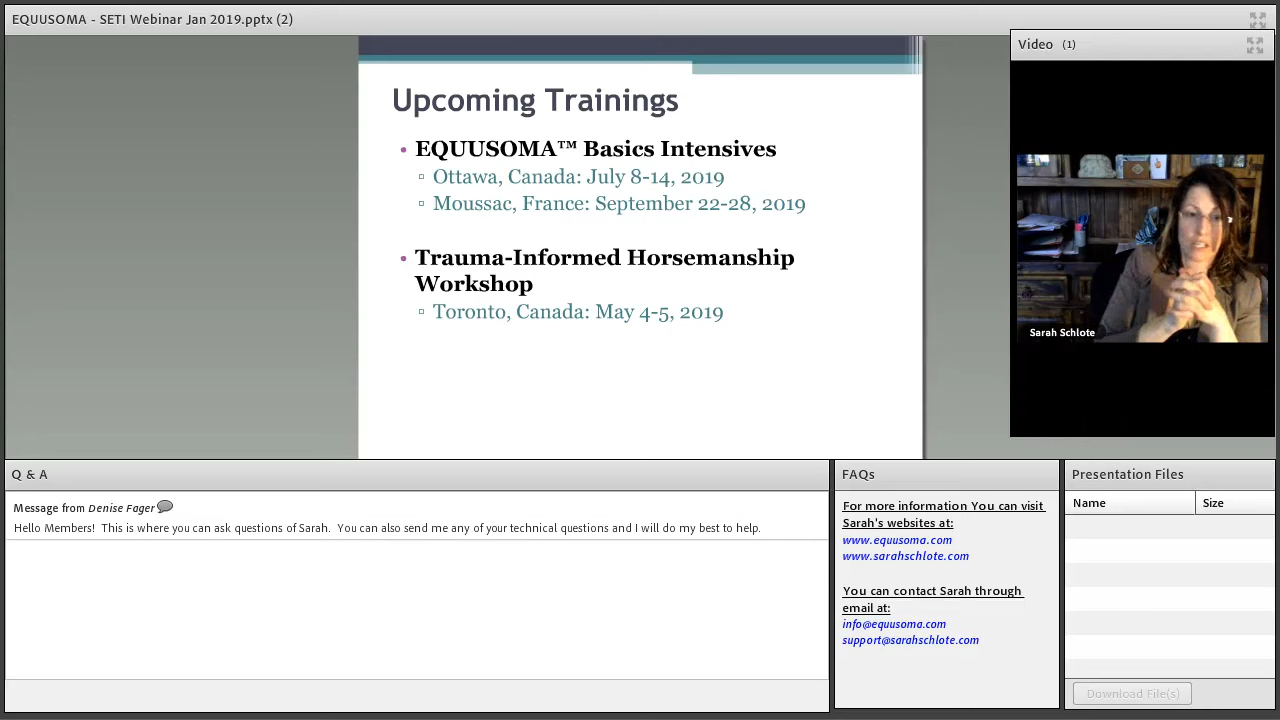 EQUUSOMA - SETI Webinar Jan 2019.pptx (2)
Video (1)
Upcoming Trainings
• EQUUSOMA™ Basics Intensives
▫ Ottawa, Canada: July 8-14, 2019
▫ Moussac, France: September 22-28, 2019
• Trauma-Informed Horsemanship
Workshop
▫ Toronto, Canada: May 4-5, 2019
Sarah Schlote
Q & A
Message from Denise Fager
Hello Members! This is where you can ask questions of Sarah. You can also send me any of your technical questions and I will do my best to help.
FAQs
For more information You can visit
Sarah's websites at:
www.equusoma.com
www.sarahschlote.com
You can contact Sarah through
email at:
info@equusoma.com
support@sarahschlote.com
Presentation Files
Name Size
Download File(s)